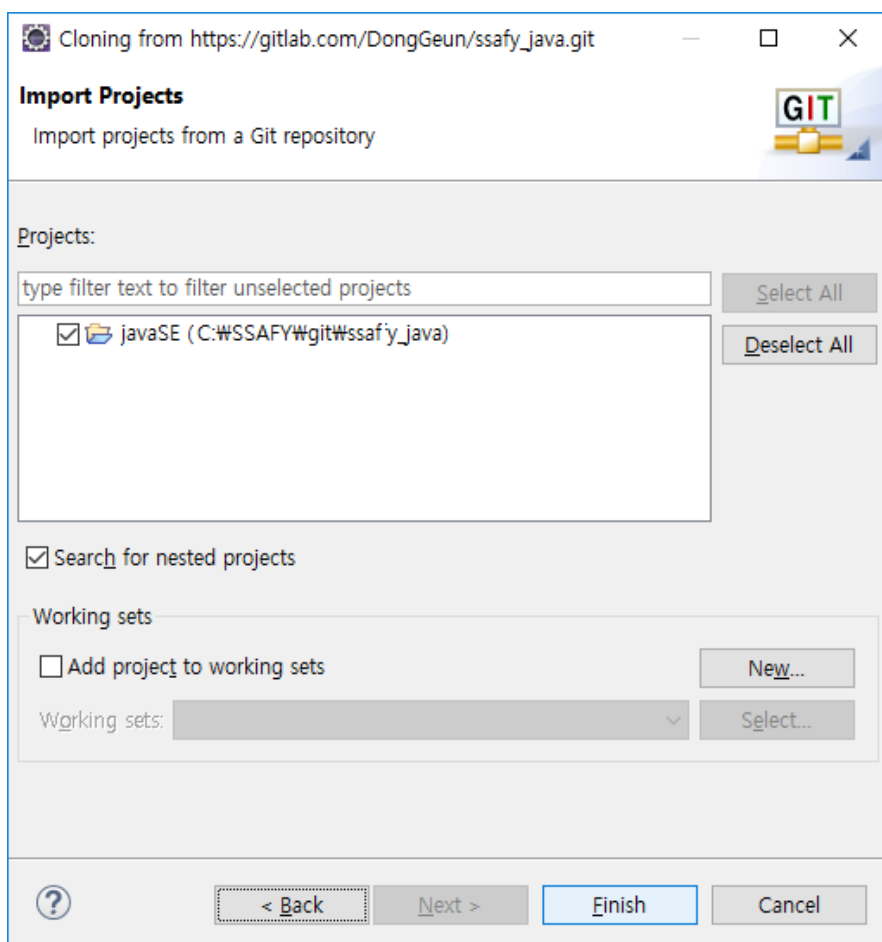 Cloning from https://gitlab.com/DongGeun/ssafy_java.git
Import Projects
Import projects from a Git repository
GIT
Projects:
type filter text to filter unselected projects
Select All
javaSE (C:₩SSAFY₩git₩ssafy_java)
Deselect All
Search for nested projects
Working sets
Add project to working sets
New...
Working sets:
Select...
?
< Back
Next >
Finish
Cancel